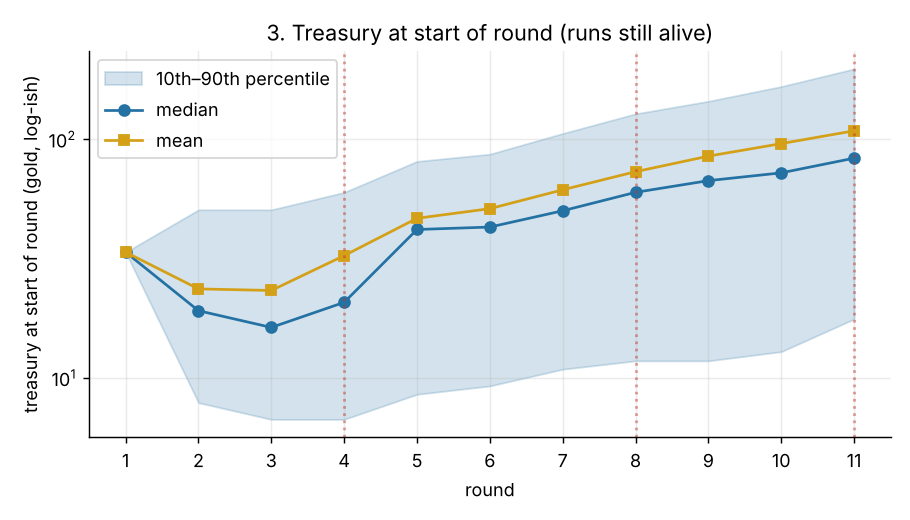 3. Treasury at start of round (runs still alive)
10th–90th percentile
median
mean
treasury at start of round (gold, log-ish)
10²
10¹
1 2 3 4 5 6 7 8 9 10 11
round